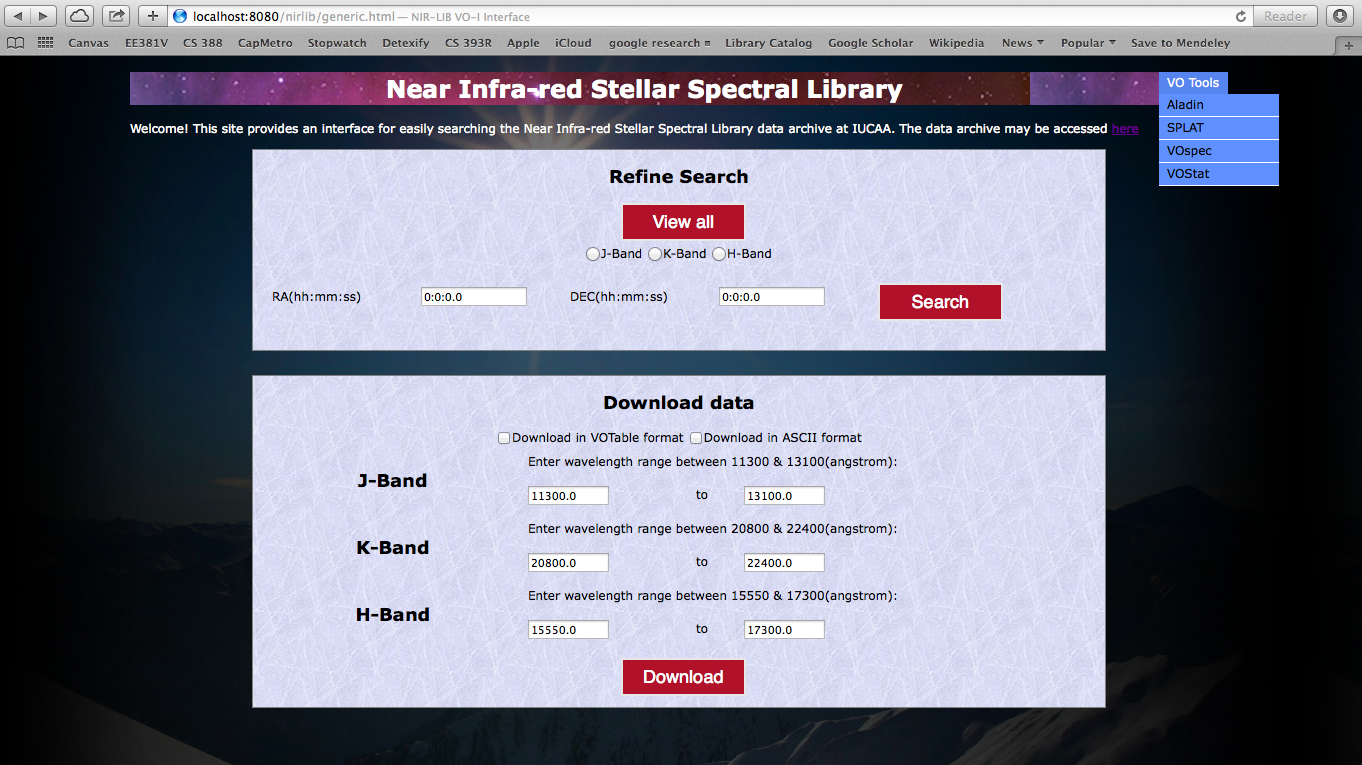 localhost:8080/nirlib/generic.html — NIR-LIB VO-I Interface
Reader
Canvas EE381V CS 388 CapMetro Stopwatch Detexify CS 393R Apple iCloud google research Library Catalog Google Scholar Wikipedia News Popular Save to Mendeley
Near Infra-red Stellar Spectral Library
VO Tools
Aladin
SPLAT
VOspec
VOStat
Welcome! This site provides an interface for easily searching the Near Infra-red Stellar Spectral Library data archive at IUCAA. The data archive may be accessed here
Refine Search
View all
J-Band K-Band H-Band
RA(hh:mm:ss) 0:0:0.0 DEC(hh:mm:ss) 0:0:0.0 Search
Download data
Download in VOTable format Download in ASCII format
Enter wavelength range between 11300 & 13100(angstrom):
J-Band
11300.0 to 13100.0
Enter wavelength range between 20800 & 22400(angstrom):
K-Band
20800.0 to 22400.0
Enter wavelength range between 15550 & 17300(angstrom):
H-Band
15550.0 to 17300.0
Download